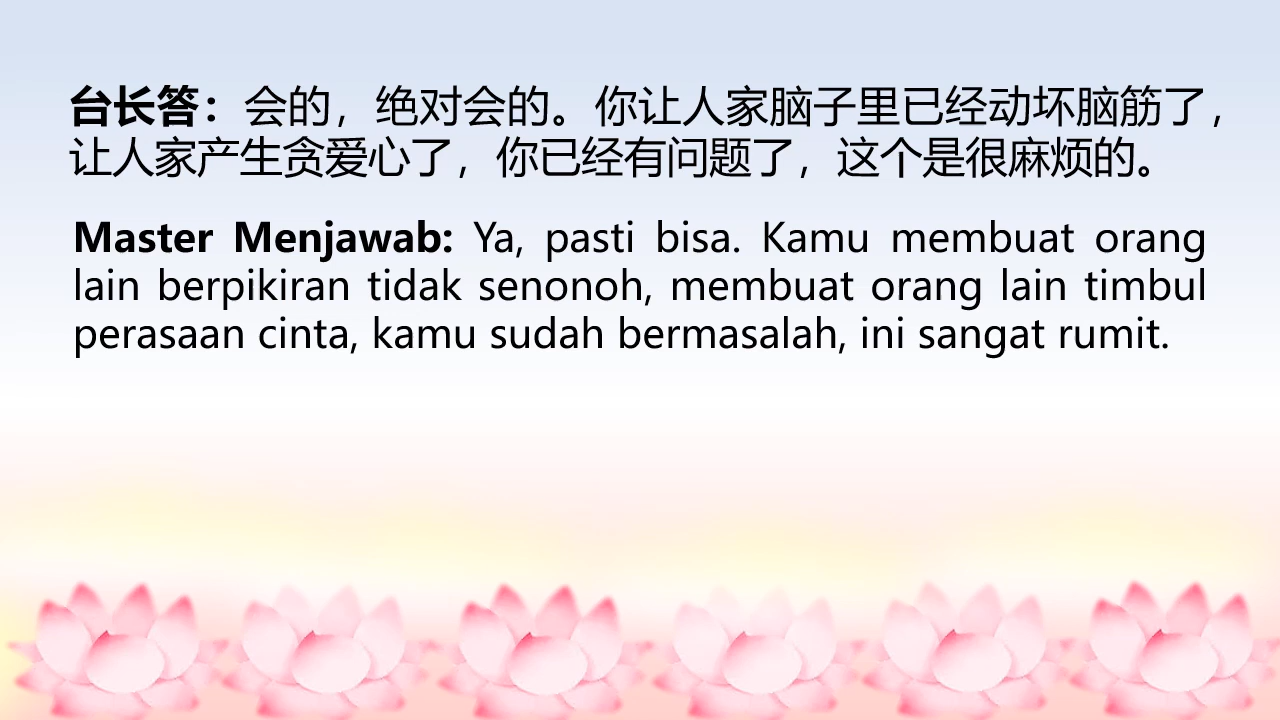 台长答：会的，绝对会的。你让人家脑子里已经动坏脑筋了，
让人家产生贪爱心了，你已经有问题了，这个是很麻烦的。
Master Menjawab: Ya, pasti bisa. Kamu membuat orang
lain berpikiran tidak senonoh, membuat orang lain timbul
perasaan cinta, kamu sudah bermasalah, ini sangat rumit.